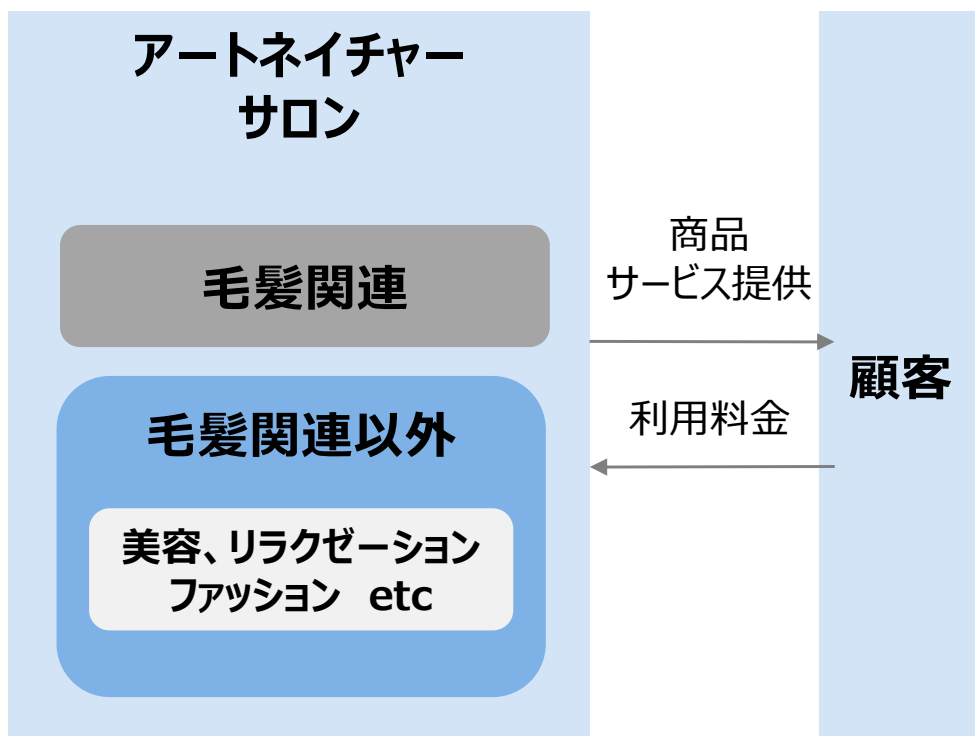 アートネイチャー
サロン
毛髪関連
毛髪関連以外
美容、リラクゼーション
ファッション　etc
商品
サービス提供
利用料金
顧客